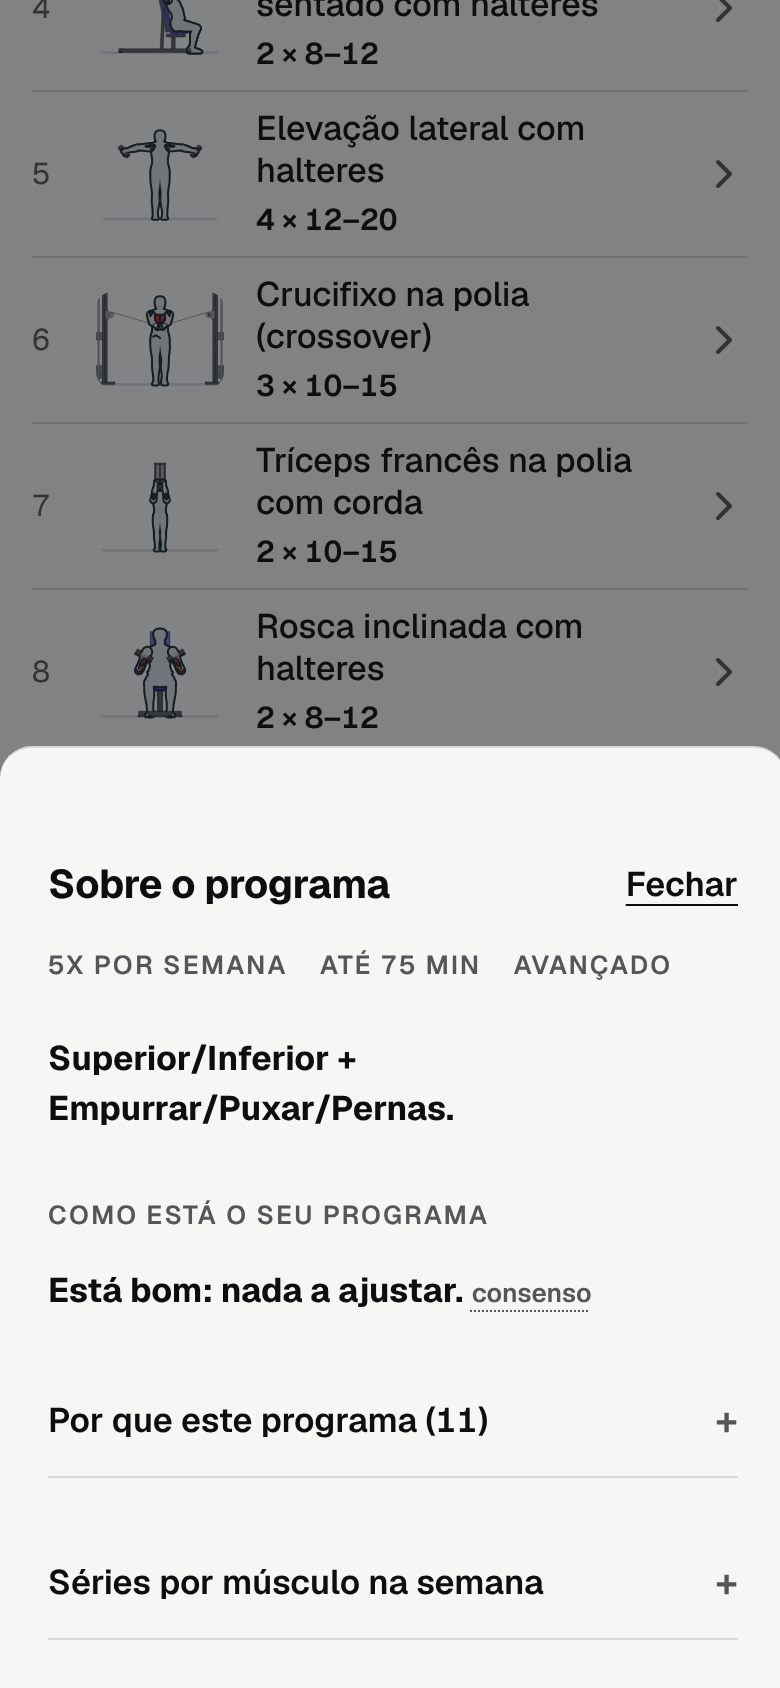 4
sentado com halteres
2 × 8–12
5
Elevação lateral com
halteres
4 × 12–20
6
Crucifixo na polia
(crossover)
3 × 10–15
7
Tríceps francês na polia
com corda
2 × 10–15
8
Rosca inclinada com
halteres
2 × 8–12
Sobre o programa
Fechar
5X POR SEMANA ATÉ 75 MIN AVANÇADO
Superior/Inferior +
Empurrar/Puxar/Pernas.
COMO ESTÁ O SEU PROGRAMA
Está bom: nada a ajustar. consenso
Por que este programa (11) +
Séries por músculo na semana +